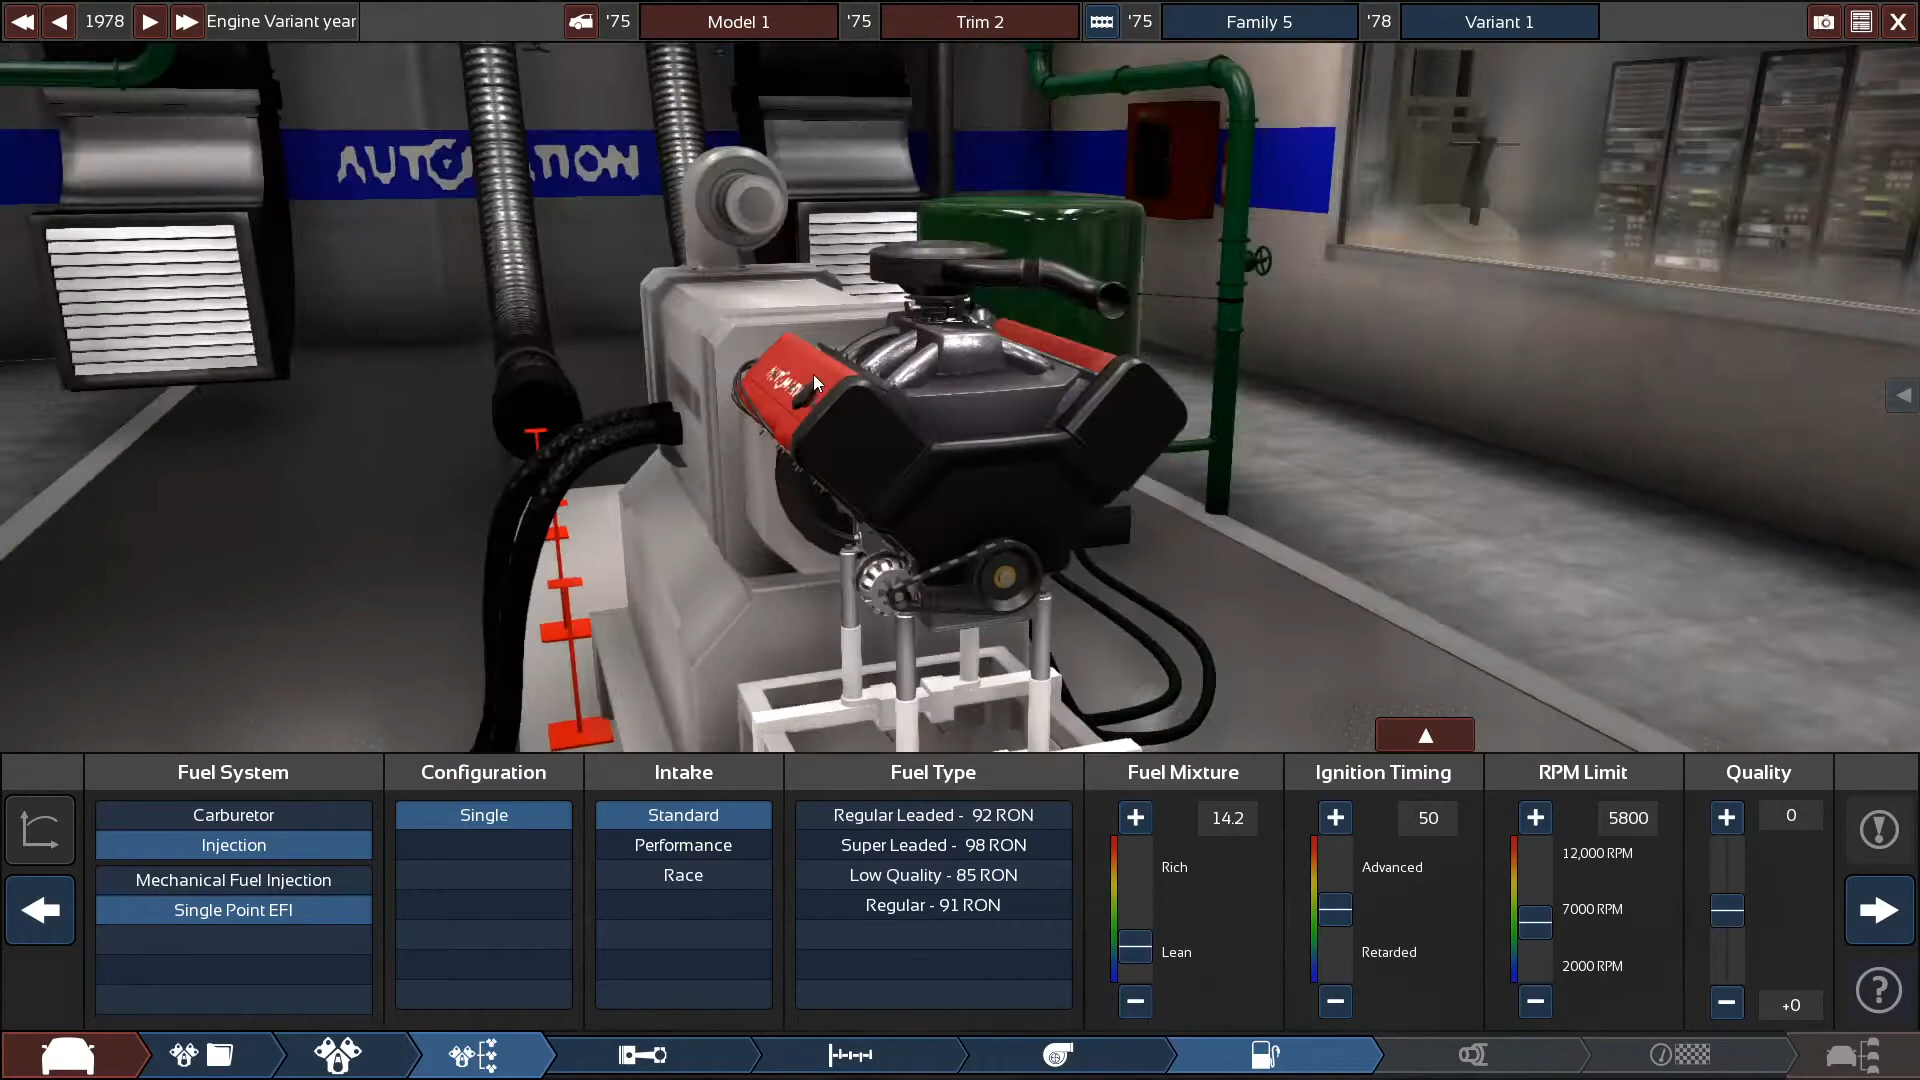 1978 Engine Variant year '75 Model 1 '75 Trim 2 '75 Family 5 '78 Variant 1 X
AUTOMATION
Fuel System
Carburetor
Injection
Mechanical Fuel Injection
Single Point EFI
Configuration
Single
Intake
Standard
Performance
Race
Fuel Type
Regular Leaded - 92 RON
Super Leaded - 98 RON
Low Quality - 85 RON
Regular - 91 RON
Fuel Mixture
14.2
Rich
Lean
Ignition Timing
50
Advanced
Retarded
RPM Limit
5800
12,000 RPM
7000 RPM
2000 RPM
Quality
0
+0